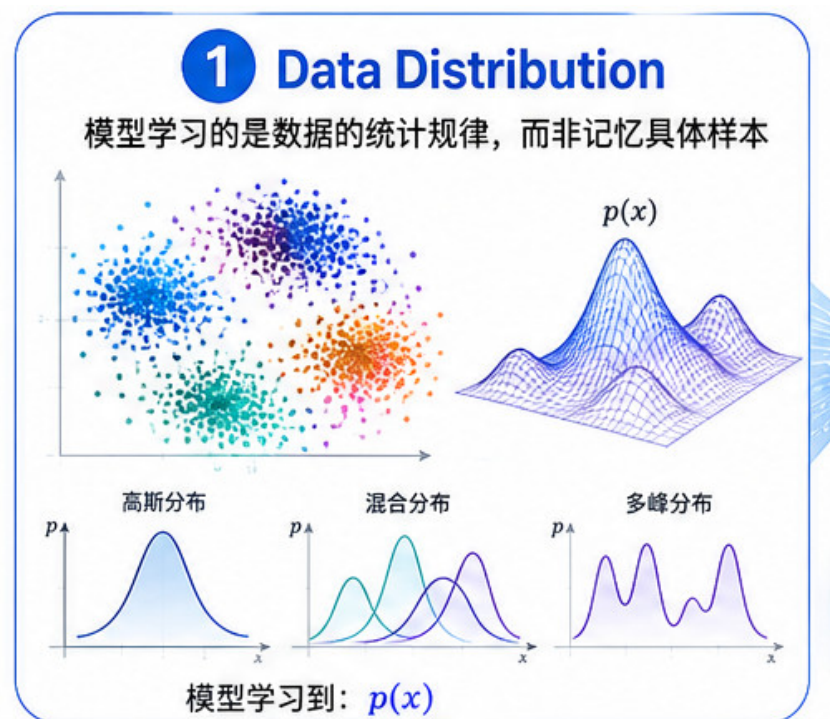 1 Data Distribution
模型学习的是数据的统计规律，而非记忆具体样本
p(x)
高斯分布
混合分布
多峰分布
p
p
p
x
x
x
模型学习到：p(x)